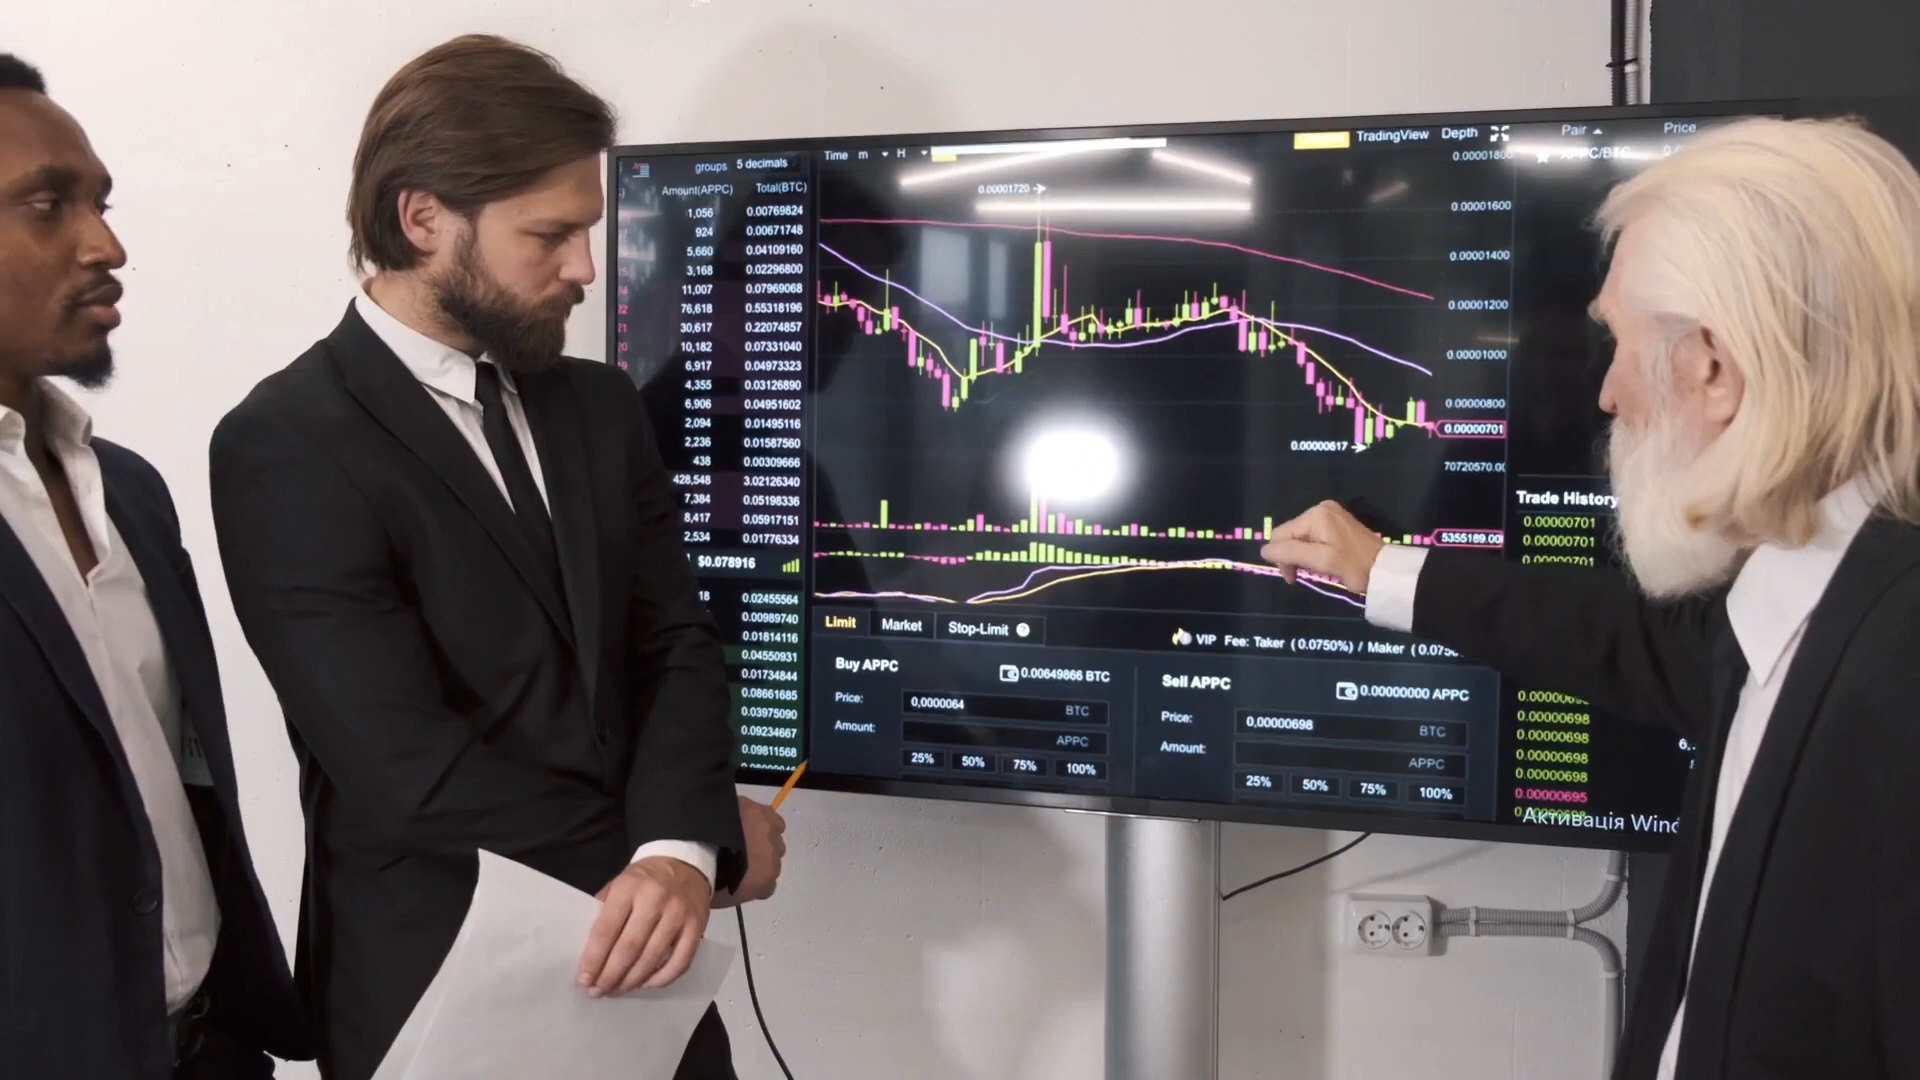 groups 5 decimals
Amount(APPC) Total(BTC)
1,056 0.00769824
924 0.00671748
5,660 0.04109160
3,168 0.02296800
11,007 0.07969068
76,618 0.55318196
30,617 0.22074857
10,182 0.07331040
6,917 0.04973323
4,355 0.03126890
6,906 0.04951602
2,094 0.01495116
2,236 0.01587560
438 0.00309666
428,548 3.02126340
7,384 0.05198336
8,417 0.05917151
2,534 0.01776334
$0.078916
18 0.02455564
0.00989740
0.01814116
0.04550931
0.01734844
0.08661685
0.03975090
0.09234667
0.09811568
Time m H
TradingView Depth
0.00001800
0.00001720
0.00001600
0.00001400
0.00001200
0.00001000
0.00000800
0.00000701
0.00000617
70720570.00
5355189.00
Limit Market Stop-Limit
VIP Fee: Taker ( 0.0750%) / Maker ( 0.075
Buy APPC 0.00649866 BTC
Price: 0,0000064 BTC
Amount: APPC
25% 50% 75% 100%
Sell APPC 0.00000000 APPC
Price: 0,00000698 BTC
Amount: APPC
25% 50% 75% 100%
Pair Price
APPC/BTC
Trade History
0.00000701
0.00000701
0.00000701
0.00000698
0.00000698
0.00000698
0.00000698
0.00000695
Активація Wind